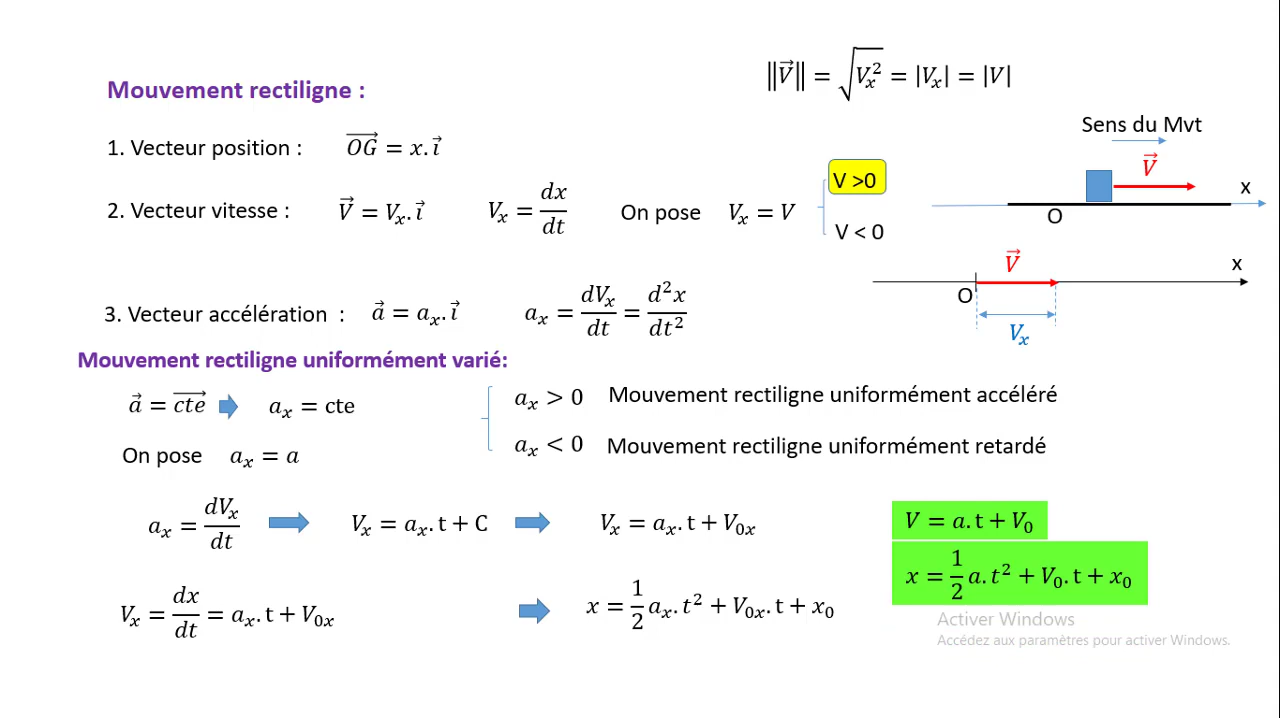 Mouvement rectiligne :
‖V⃗‖ = √(Vₓ²) = |Vₓ| = |V|
1. Vecteur position : OG⃗ = x. i⃗
Sens du Mvt
V⃗
x
O
2. Vecteur vitesse : V⃗ = Vₓ. i⃗ Vₓ = dx/dt On pose Vₓ = V
V >0
V < 0
V⃗
x
O
Vₓ
3. Vecteur accélération : a⃗ = aₓ. i⃗ aₓ = dVₓ/dt = d²x/dt²
Mouvement rectiligne uniformément varié:
a⃗ = cte⃗ aₓ = cte
aₓ > 0 Mouvement rectiligne uniformément accéléré
aₓ < 0 Mouvement rectiligne uniformément retardé
On pose aₓ = a
aₓ = dVₓ/dt Vₓ = aₓ. t + C Vₓ = aₓ. t + V₀ₓ
V = a. t + V₀
Vₓ = dx/dt = aₓ. t + V₀ₓ x = 1/2 aₓ. t² + V₀ₓ. t + x₀
x = 1/2 a. t² + V₀. t + x₀
Activer Windows
Accédez aux paramètres pour activer Windows.